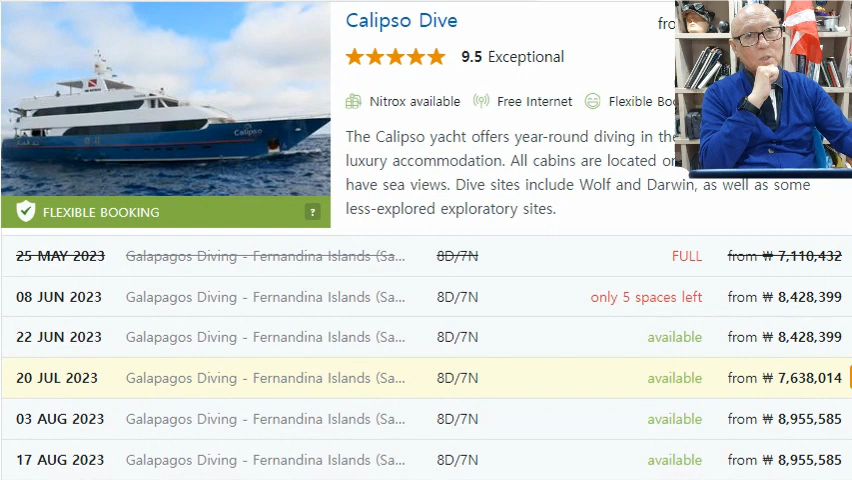 Calipso Dive
fro
9.5 Exceptional
Nitrox available Free Internet Flexible Bo
The Calipso yacht offers year-round diving in the
luxury accommodation. All cabins are located o
have sea views. Dive sites include Wolf and Darwin, as well as some
less-explored exploratory sites.
Calipso
FLEXIBLE BOOKING ?
25 MAY 2023 Galapagos Diving - Fernandina Islands (Sa... 8D/7N FULL from ₩ 7,110,432
08 JUN 2023 Galapagos Diving - Fernandina Islands (Sa... 8D/7N only 5 spaces left from ₩ 8,428,399
22 JUN 2023 Galapagos Diving - Fernandina Islands (Sa... 8D/7N available from ₩ 8,428,399
20 JUL 2023 Galapagos Diving - Fernandina Islands (Sa... 8D/7N available from ₩ 7,638,014
03 AUG 2023 Galapagos Diving - Fernandina Islands (Sa... 8D/7N available from ₩ 8,955,585
17 AUG 2023 Galapagos Diving - Fernandina Islands (Sa... 8D/7N available from ₩ 8,955,585